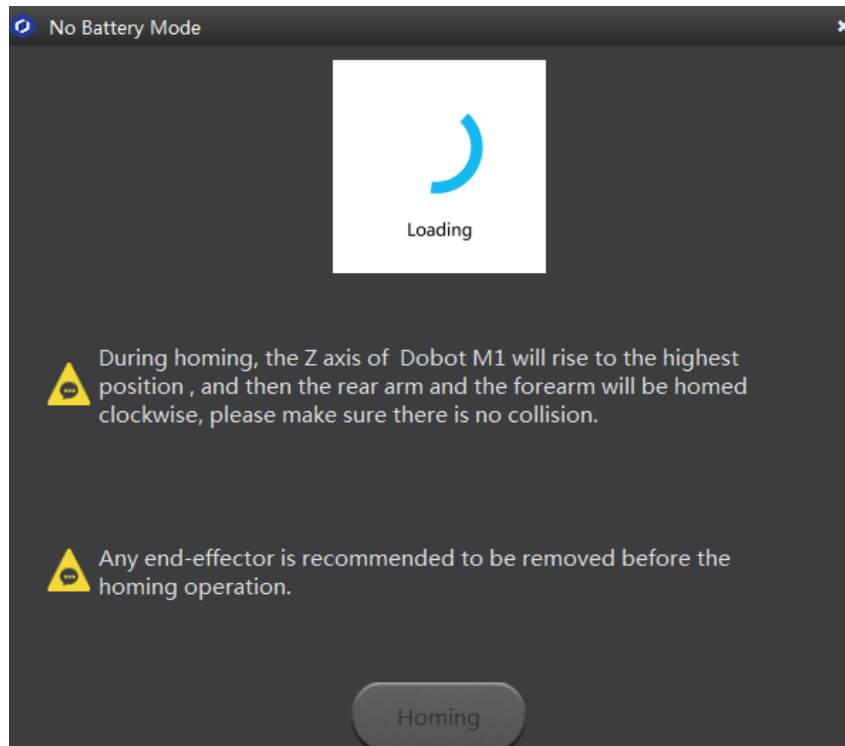 No Battery Mode
Loading
During homing, the Z axis of Dobot M1 will rise to the highest
position , and then the rear arm and the forearm will be homed
clockwise, please make sure there is no collision.
Any end-effector is recommended to be removed before the
homing operation.
Homing